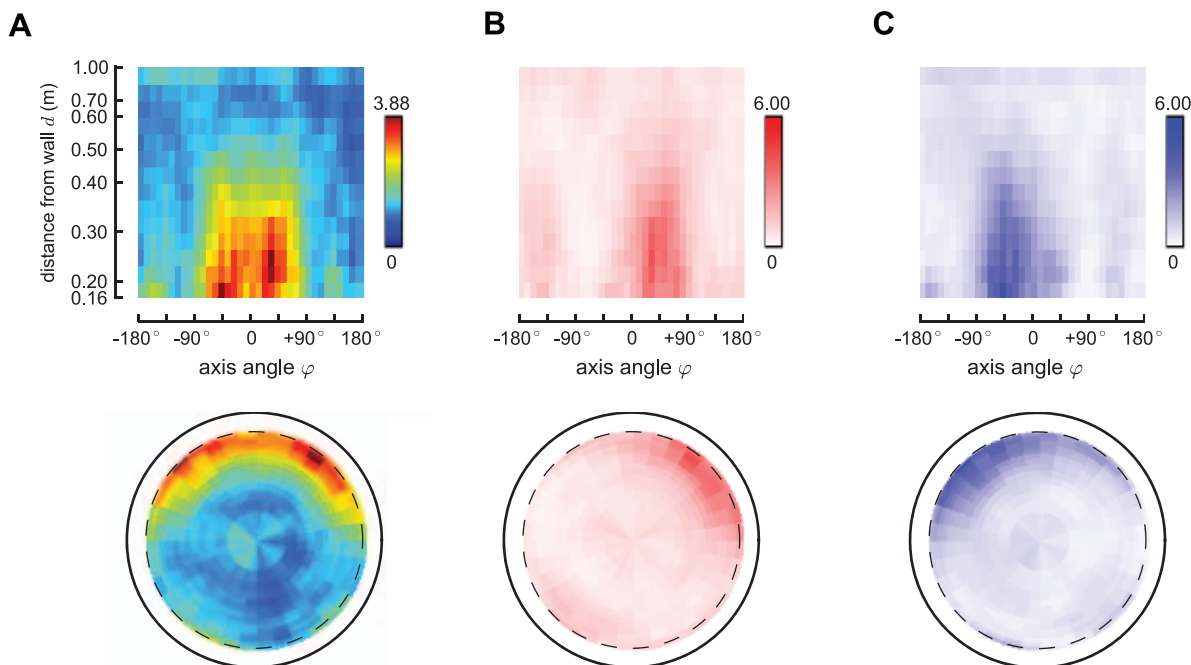 A
B
C
distance from wall d (m)
1.00
0.70
0.60
0.50
0.40
0.30
0.20
0.16
3.88
0
6.00
0
6.00
0
-180° -90° 0 +90° 180°
-180° -90° 0 +90° 180°
-180° -90° 0 +90° 180°
axis angle φ
axis angle φ
axis angle φ